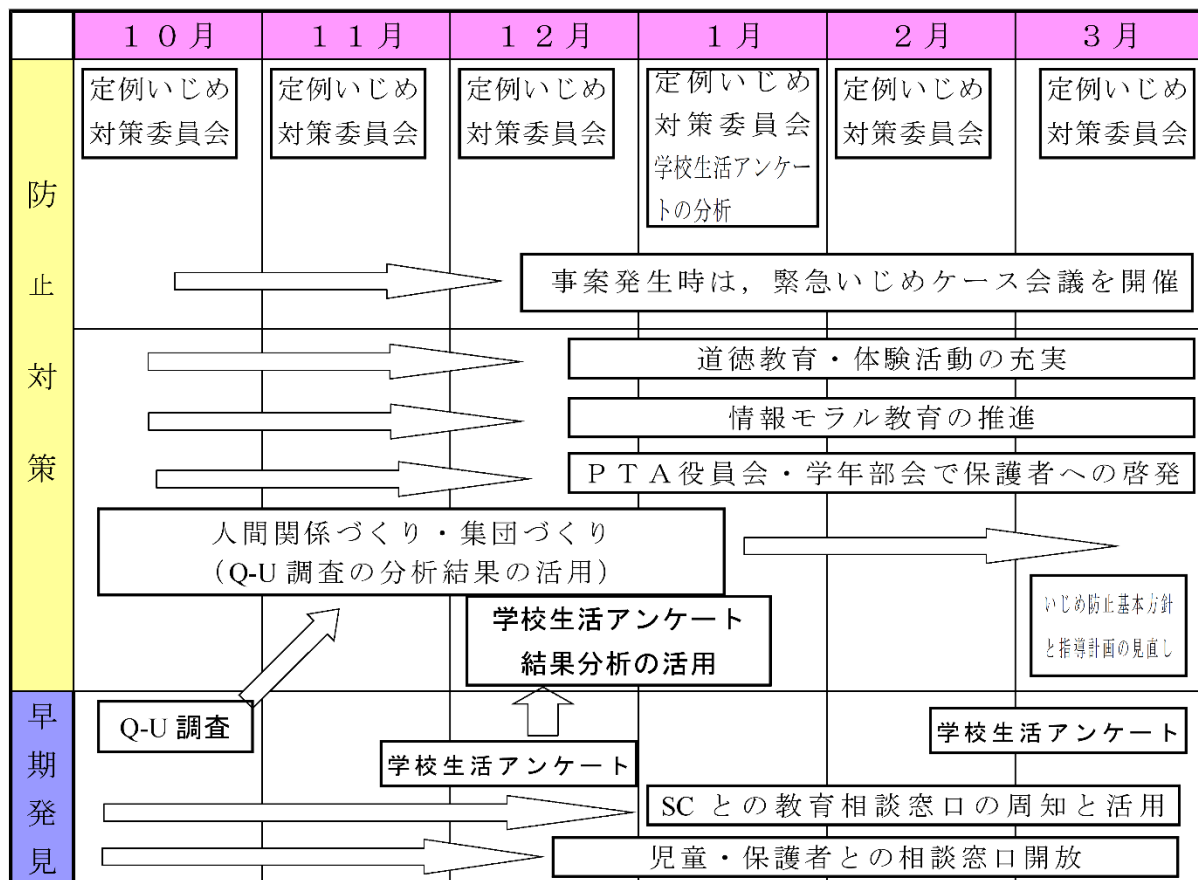 １０月
１１月
１２月
１月
２月
３月
防止対策
定例いじめ
対策委員会
定例いじめ
対策委員会
定例いじめ
対策委員会
定例いじめ
対策委員会
学校生活アンケー
トの分析
定例いじめ
対策委員会
定例いじめ
対策委員会
事案発生時は，緊急いじめケース会議を開催
道徳教育・体験活動の充実
情報モラル教育の推進
ＰＴＡ役員会・学年部会で保護者への啓発
人間関係づくり・集団づくり
（Q-U 調査の分析結果の活用）
学校生活アンケート
結果分析の活用
いじめ防止基本方針
と指導計画の見直し
早期発見
Q-U 調査
学校生活アンケート
学校生活アンケート
SC との教育相談窓口の周知と活用
児童・保護者との相談窓口開放